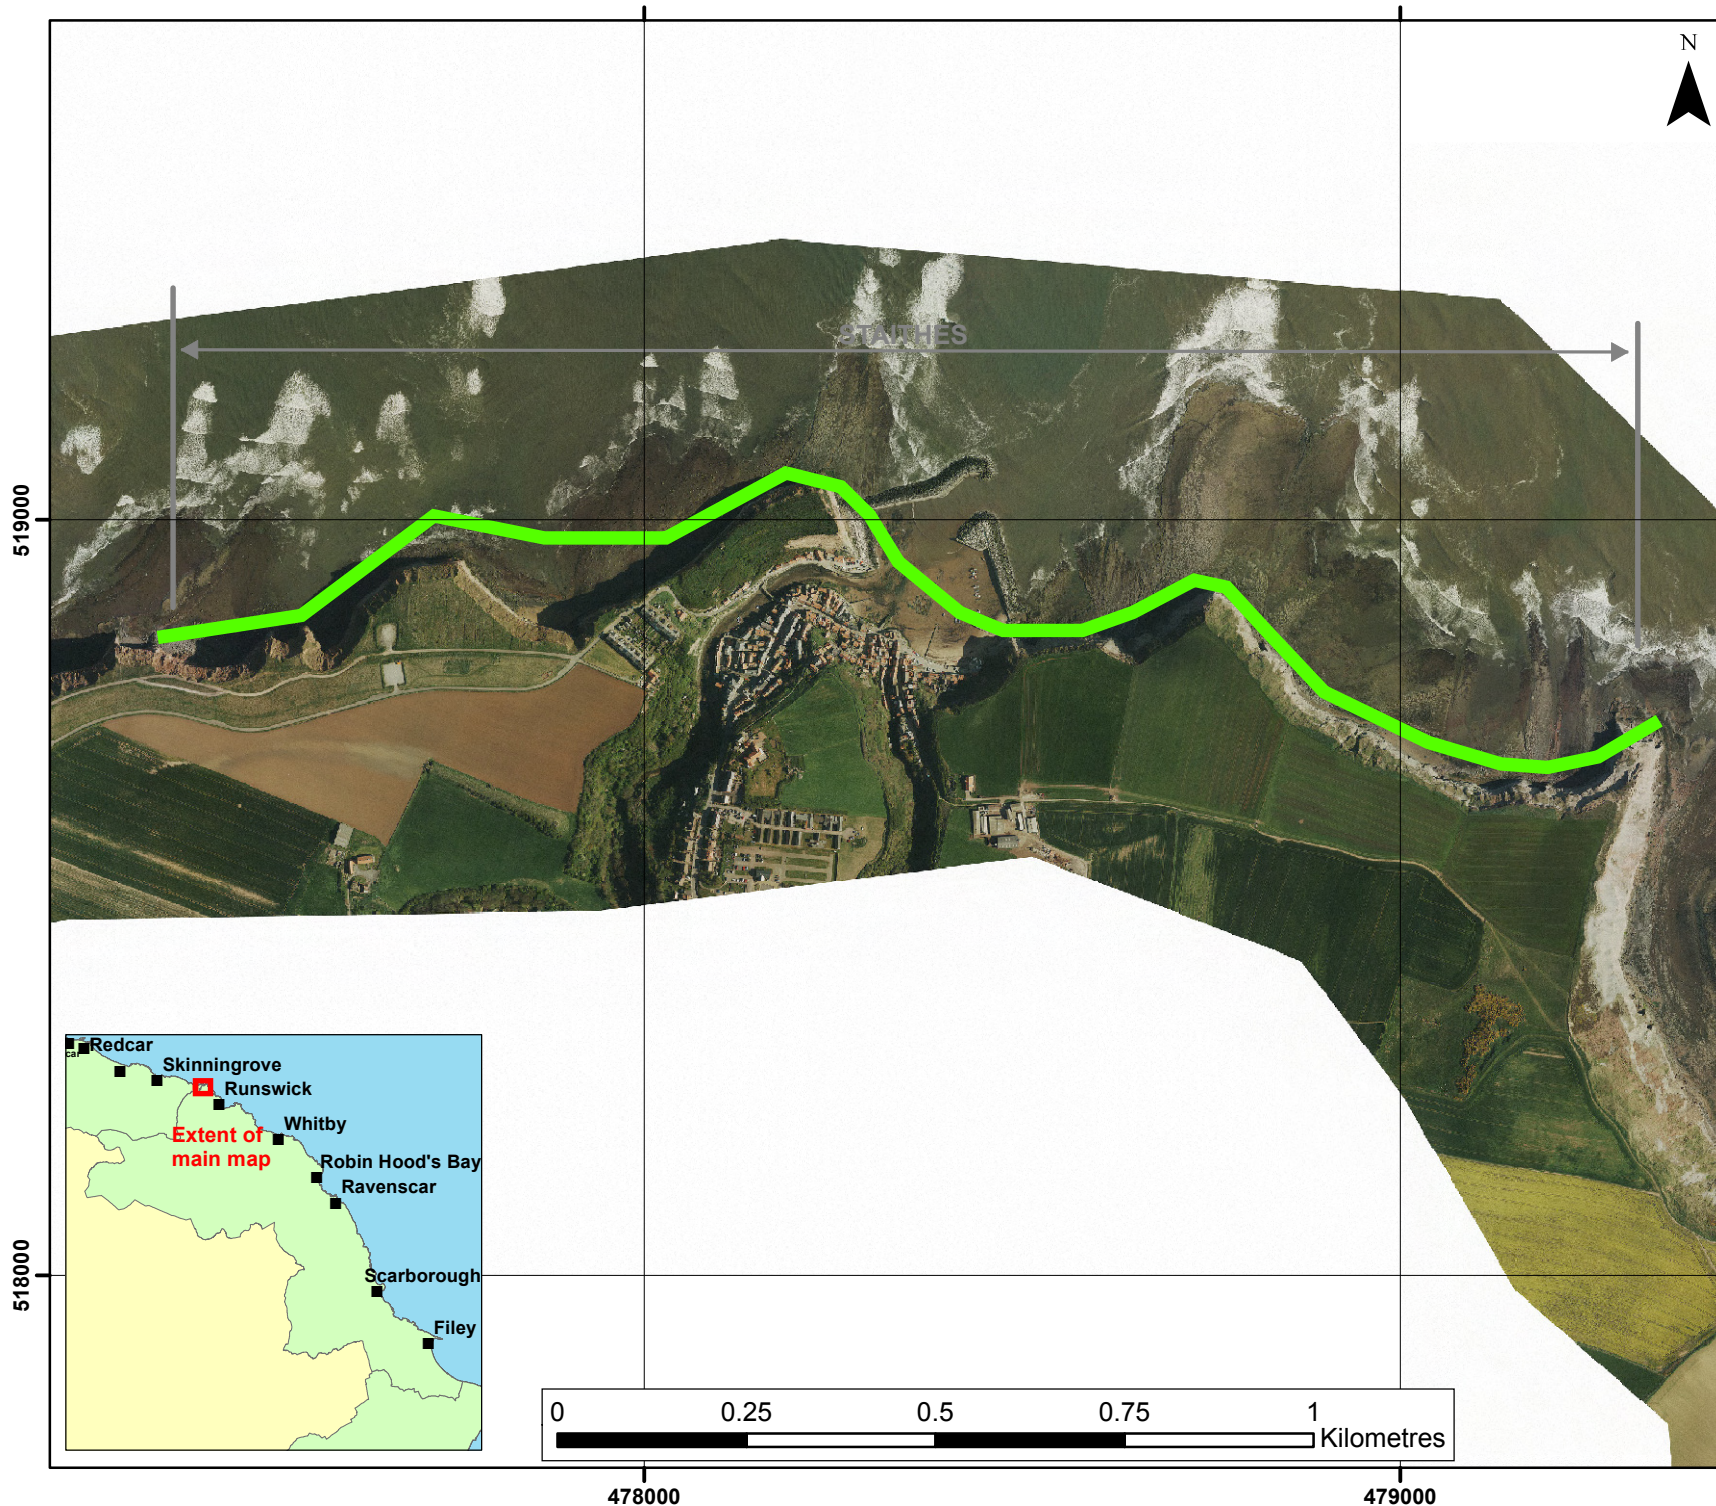 N
STAITHES
519000
518000
Redcar
car
Skinningrove
Runswick
Extent of
main map
Whitby
Robin Hood's Bay
Ravenscar
Scarborough
Filey
0 0.25 0.5 0.75 1
Kilometres
478000 479000